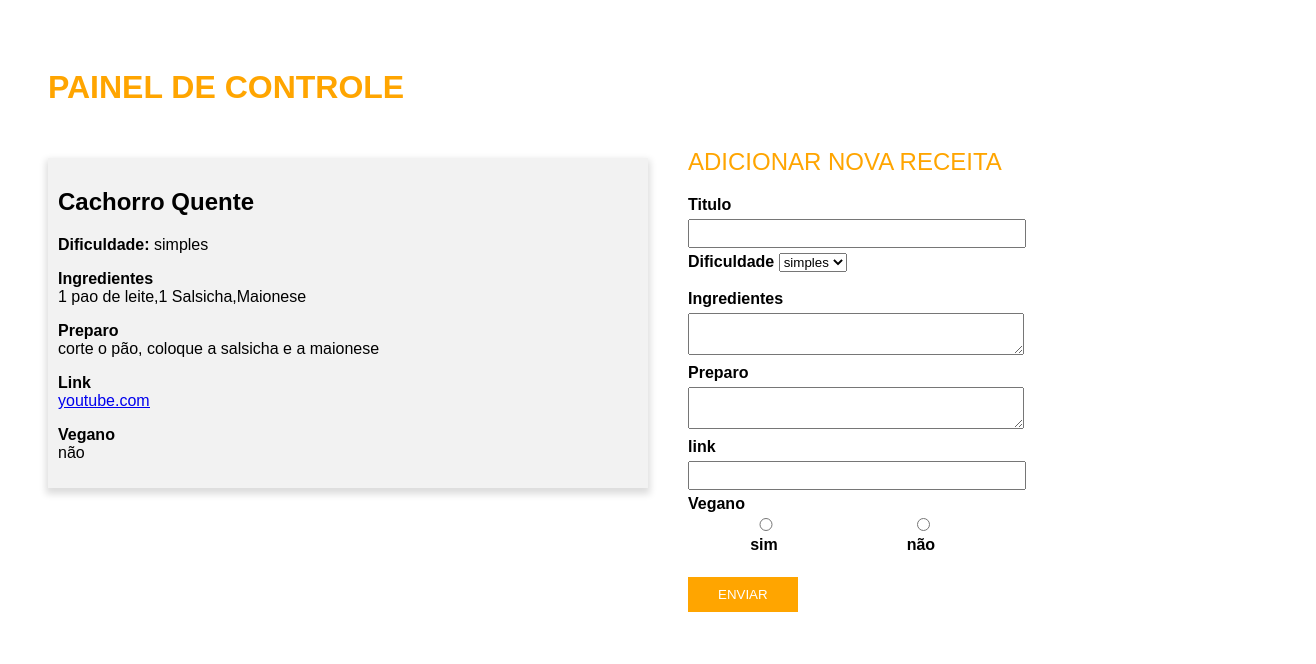 PAINEL DE CONTROLE
Cachorro Quente
Dificuldade: simples
Ingredientes
1 pao de leite,1 Salsicha,Maionese
Preparo
corte o pão, coloque a salsicha e a maionese
Link
youtube.com
Vegano
não
ADICIONAR NOVA RECEITA
Titulo
Dificuldade simples
Ingredientes
Preparo
link
Vegano
sim não
ENVIAR